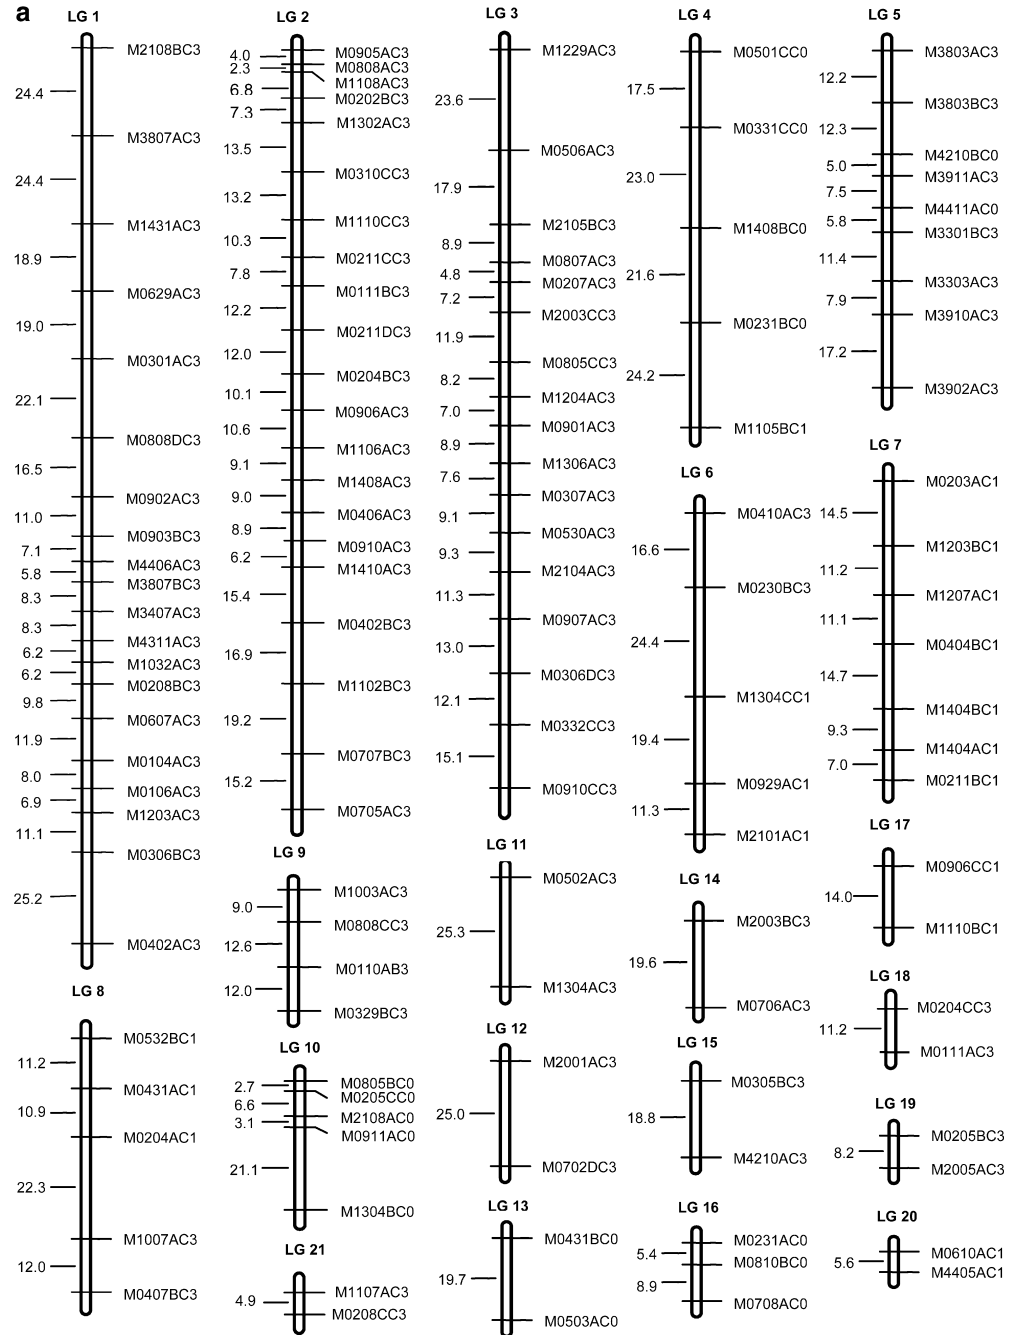 a
LG 1
M2108BC3
24.4
M3807AC3
24.4
M1431AC3
18.9
M0629AC3
19.0
M0301AC3
22.1
M0808DC3
16.5
M0902AC3
11.0
M0903BC3
7.1
M4406AC3
5.8
M3807BC3
8.3
M3407AC3
8.3
M4311AC3
6.2
M1032AC3
6.2
M0208BC3
9.8
M0607AC3
11.9
M0104AC3
8.0
M0106AC3
6.9
M1203AC3
11.1
M0306BC3
25.2
M0402AC3
LG 2
M0905AC3
4.0
M0808AC3
2.3
M1108AC3
6.8
M0202BC3
7.3
M1302AC3
13.5
M0310CC3
13.2
M1110CC3
10.3
M0211CC3
7.8
M0111BC3
12.2
M0211DC3
12.0
M0204BC3
10.1
M0906AC3
10.6
M1106AC3
9.1
M1408AC3
9.0
M0406AC3
8.9
M0910AC3
6.2
M1410AC3
15.4
M0402BC3
16.9
M1102BC3
19.2
M0707BC3
15.2
M0705AC3
LG 3
M1229AC3
23.6
M0506AC3
17.9
M2105BC3
8.9
M0807AC3
4.8
M0207AC3
7.2
M2003CC3
11.9
M0805CC3
8.2
M1204AC3
7.0
M0901AC3
8.9
M1306AC3
7.6
M0307AC3
9.1
M0530AC3
9.3
M2104AC3
11.3
M0907AC3
13.0
M0306DC3
12.1
M0332CC3
15.1
M0910CC3
LG 4
M0501CC0
17.5
M0331CC0
23.0
M1408BC0
21.6
M0231BC0
24.2
M1105BC1
LG 5
M3803AC3
12.2
M3803BC3
12.3
M4210BC0
5.0
M3911AC3
7.5
M4411AC0
5.8
M3301BC3
11.4
M3303AC3
7.9
M3910AC3
17.2
M3902AC3
LG 6
M0410AC3
16.6
M0230BC3
24.4
M1304CC1
19.4
M0929AC1
11.3
M2101AC1
LG 7
M0203AC1
14.5
M1203BC1
11.2
M1207AC1
11.1
M0404BC1
14.7
M1404BC1
9.3
M1404AC1
7.0
M0211BC1
LG 8
M0532BC1
11.2
M0431AC1
10.9
M0204AC1
22.3
M1007AC3
12.0
M0407BC3
LG 9
M1003AC3
9.0
M0808CC3
12.6
M0110AB3
12.0
M0329BC3
LG 10
M0805BC0
2.7
M0205CC0
6.6
M2108AC0
3.1
M0911AC0
21.1
M1304BC0
LG 21
M1107AC3
4.9
M0208CC3
LG 11
M0502AC3
25.3
M1304AC3
LG 12
M2001AC3
25.0
M0702DC3
LG 13
M0431BC0
19.7
M0503AC0
LG 14
M2003BC3
19.6
M0706AC3
LG 15
M0305BC3
18.8
M4210AC3
LG 16
M0231AC0
5.4
M0810BC0
8.9
M0708AC0
LG 17
M0906CC1
14.0
M1110BC1
LG 18
M0204CC3
11.2
M0111AC3
LG 19
M0205BC3
8.2
M2005AC3
LG 20
M0610AC1
5.6
M4405AC1